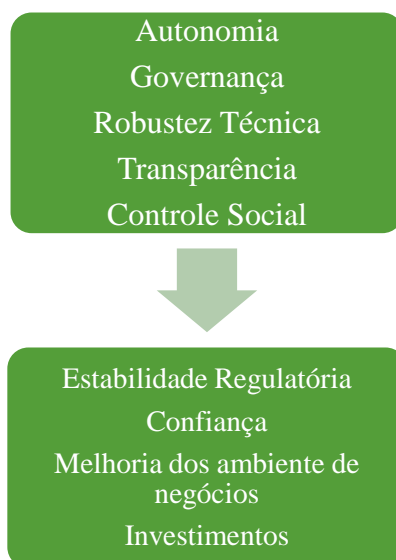 Autonomia
Governança
Robustez Técnica
Transparência
Controle Social
Estabilidade Regulatória
Confiança
Melhoria dos ambiente de
negócios
Investimentos